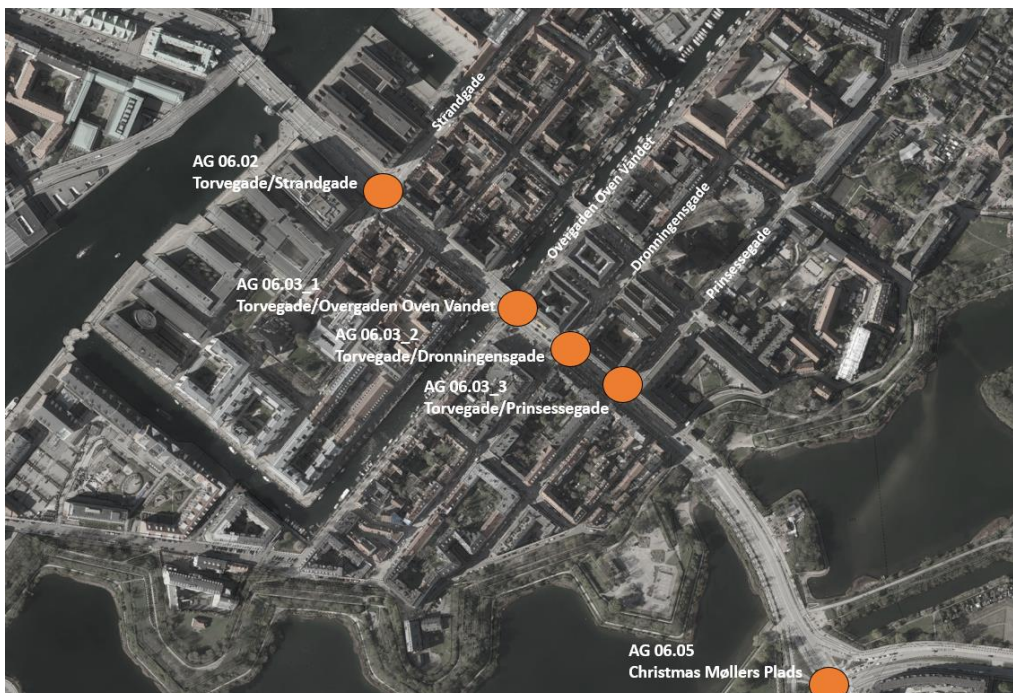 Strandgade
AG 06.02
Torvegade/Strandgade
Overgaden Oven Vandet
Dronningensgade
Prinsessegade
AG 06.03_1
Torvegade/Overgaden Oven Vandet
AG 06.03_2
Torvegade/Dronningensgade
AG 06.03_3
Torvegade/Prinsessegade
AG 06.05
Christmas Møllers Plads